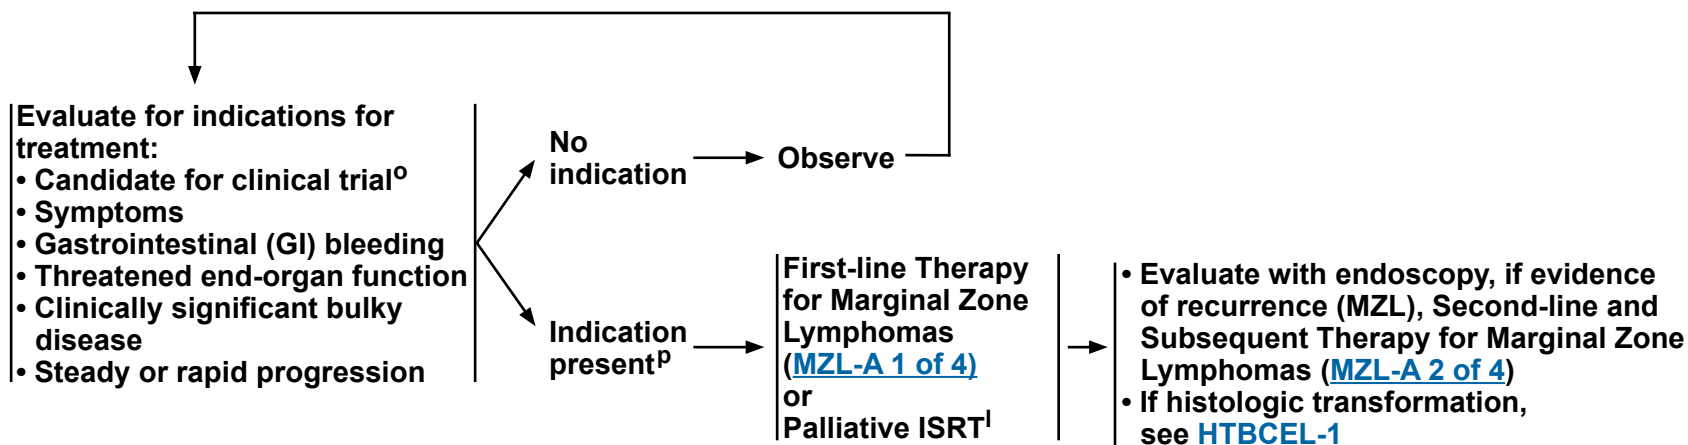 Evaluate for indications for
treatment:
• Candidate for clinical trialᵒ
• Symptoms
• Gastrointestinal (GI) bleeding
• Threatened end-organ function
• Clinically significant bulky
disease
• Steady or rapid progression
No
indication
Observe
Indication
presentᵖ
First-line Therapy
for Marginal Zone
Lymphomas
(MZL-A 1 of 4)
or
Palliative ISRTˡ
• Evaluate with endoscopy, if evidence
of recurrence (MZL), Second-line and
Subsequent Therapy for Marginal Zone
Lymphomas (MZL-A 2 of 4)
• If histologic transformation,
see HTBCEL-1